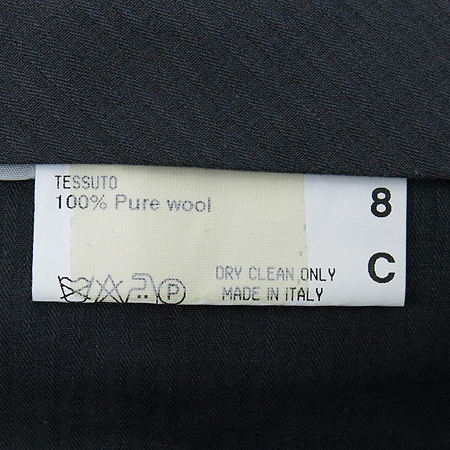 TESSUTO
100% Pure wool
8
C
DRY CLEAN ONLY
MADE IN ITALY
P